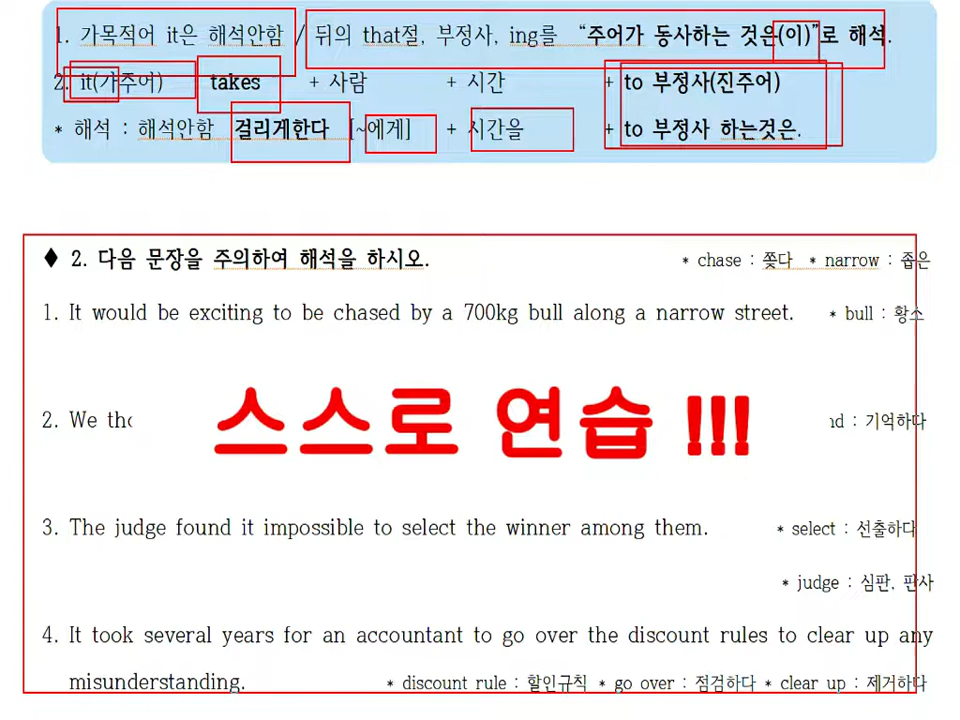 1. 가목적어 it은 해석안함 / 뒤의 that절, 부정사, ing를 “주어가 동사하는 것은(이)”로 해석.
2. it(가주어) takes + 사람 + 시간 + to 부정사(진주어)
* 해석 : 해석안함 걸리게한다 [~에게] + 시간을 + to 부정사 하는것은.
◆ 2. 다음 문장을 주의하여 해석을 하시오. * chase : 쫓다 * narrow : 좁은
1. It would be exciting to be chased by a 700kg bull along a narrow street. * bull : 황소
2. We : 기억하다
스스로 연습 !!!
3. The judge found it impossible to select the winner among them. * select : 선출하다
* judge : 심판. 판사
4. It took several years for an accountant to go over the discount rules to clear up any
misunderstanding. * discount rule : 할인규칙 * go over : 점검하다 * clear up : 제거하다